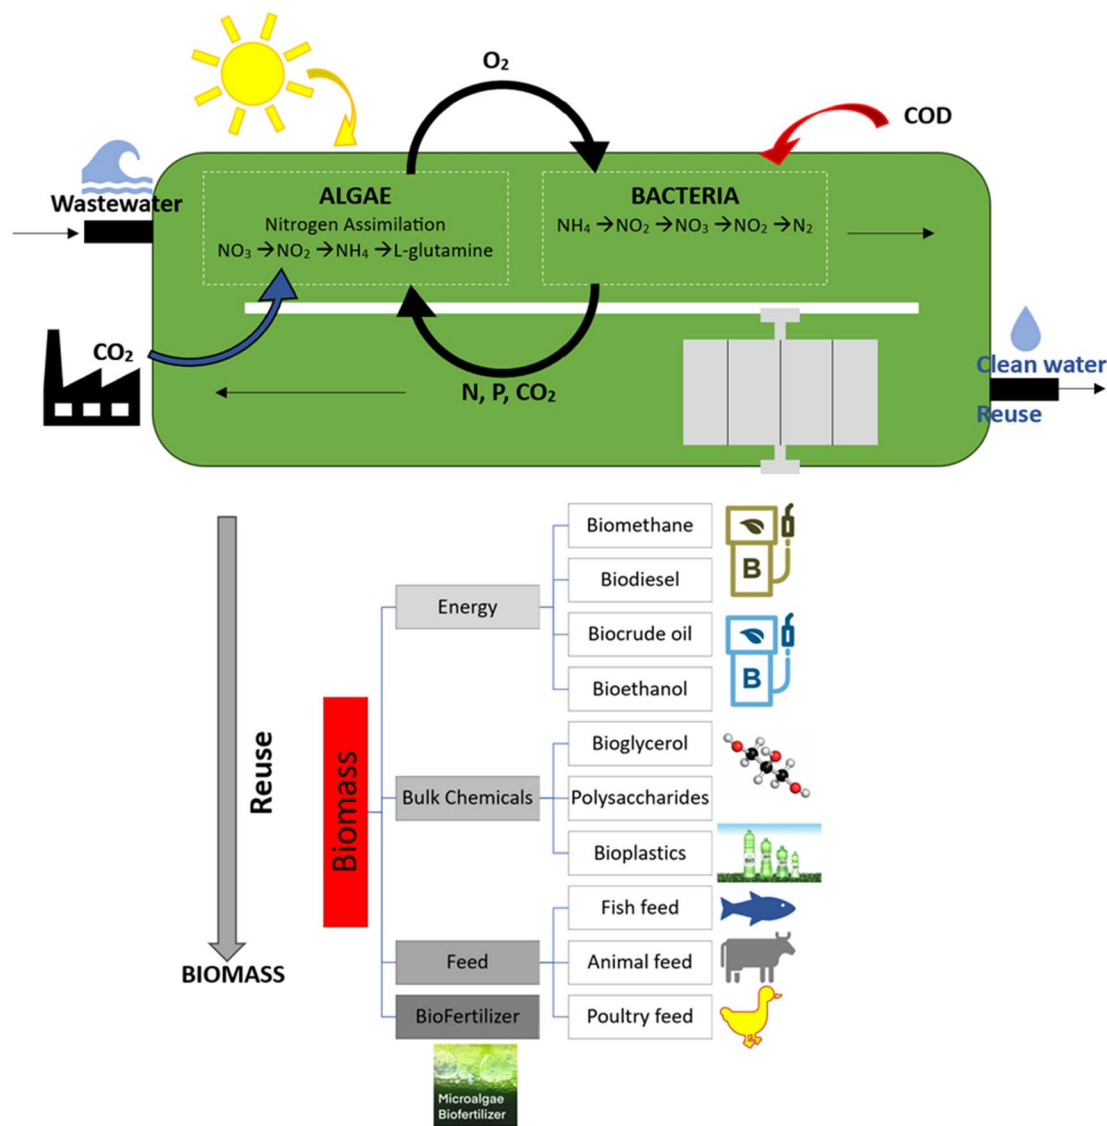 O₂
COD
Wastewater
ALGAE
Nitrogen Assimilation
NO₃ →NO₂ →NH₄ →L-glutamine
BACTERIA
NH₄ →NO₂ →NO₃ →NO₂ →N₂
CO₂
N, P, CO₂
Clean water
Reuse
Reuse
BIOMASS
Biomass
Energy
Biomethane
Biodiesel
Biocrude oil
Bioethanol
B
B
Bulk Chemicals
Bioglycerol
Polysaccharides
Bioplastics
Feed
Fish feed
Animal feed
Poultry feed
BioFertilizer
Microalgae
Biofertilizer